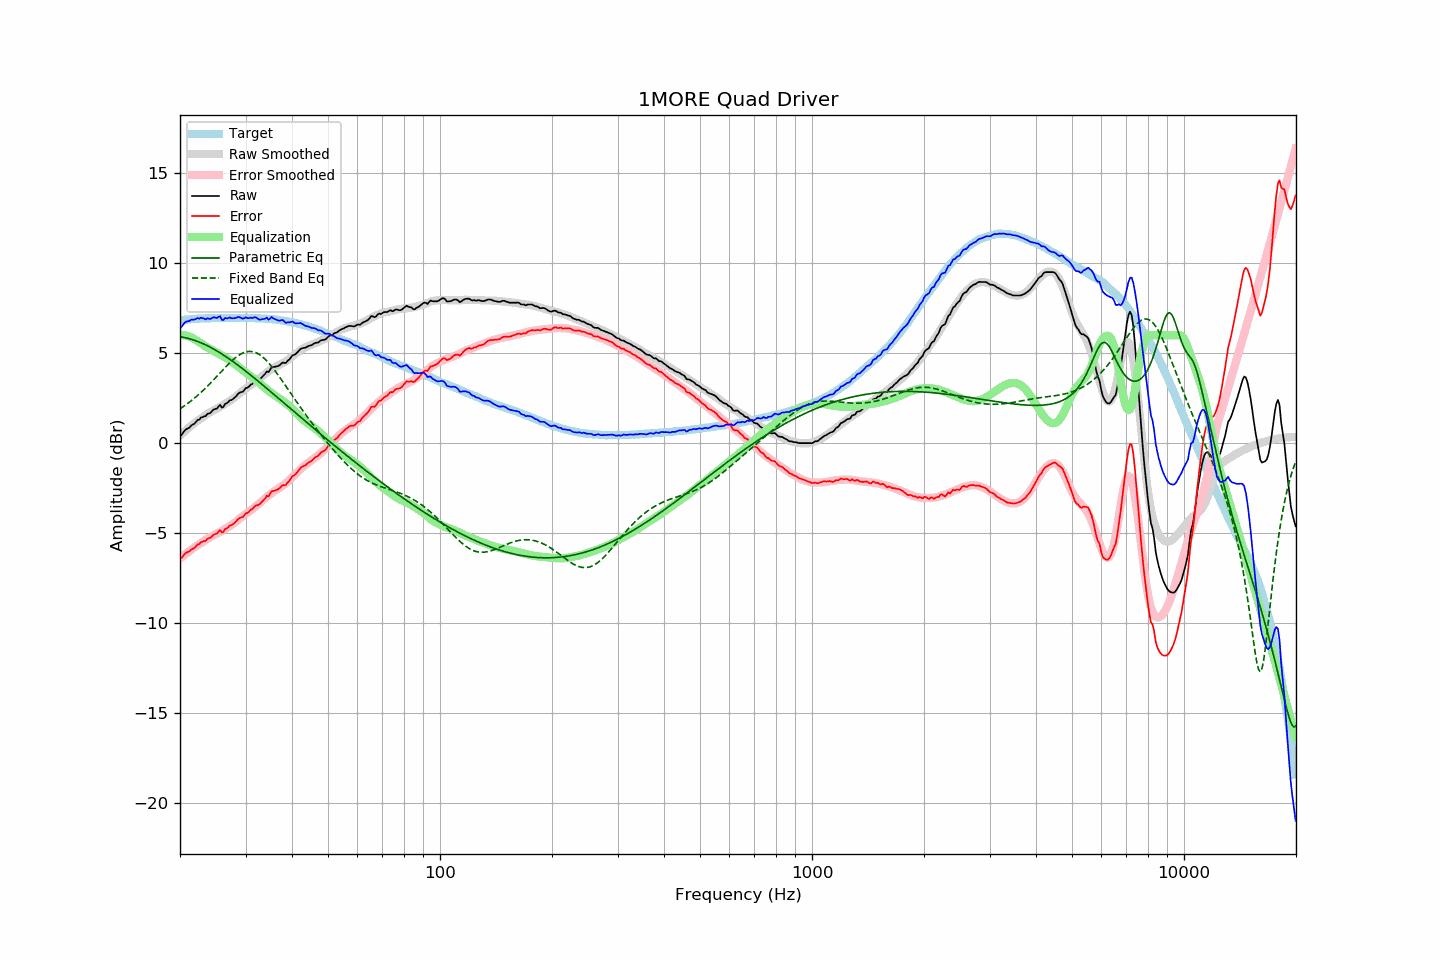 1MORE Quad Driver
Target
Raw Smoothed
Error Smoothed
Raw
Error
Equalization
Parametric Eq
Fixed Band Eq
Equalized
15
10
5
0
−5
−10
−15
−20
Amplitude (dBr)
100 1000 10000
Frequency (Hz)